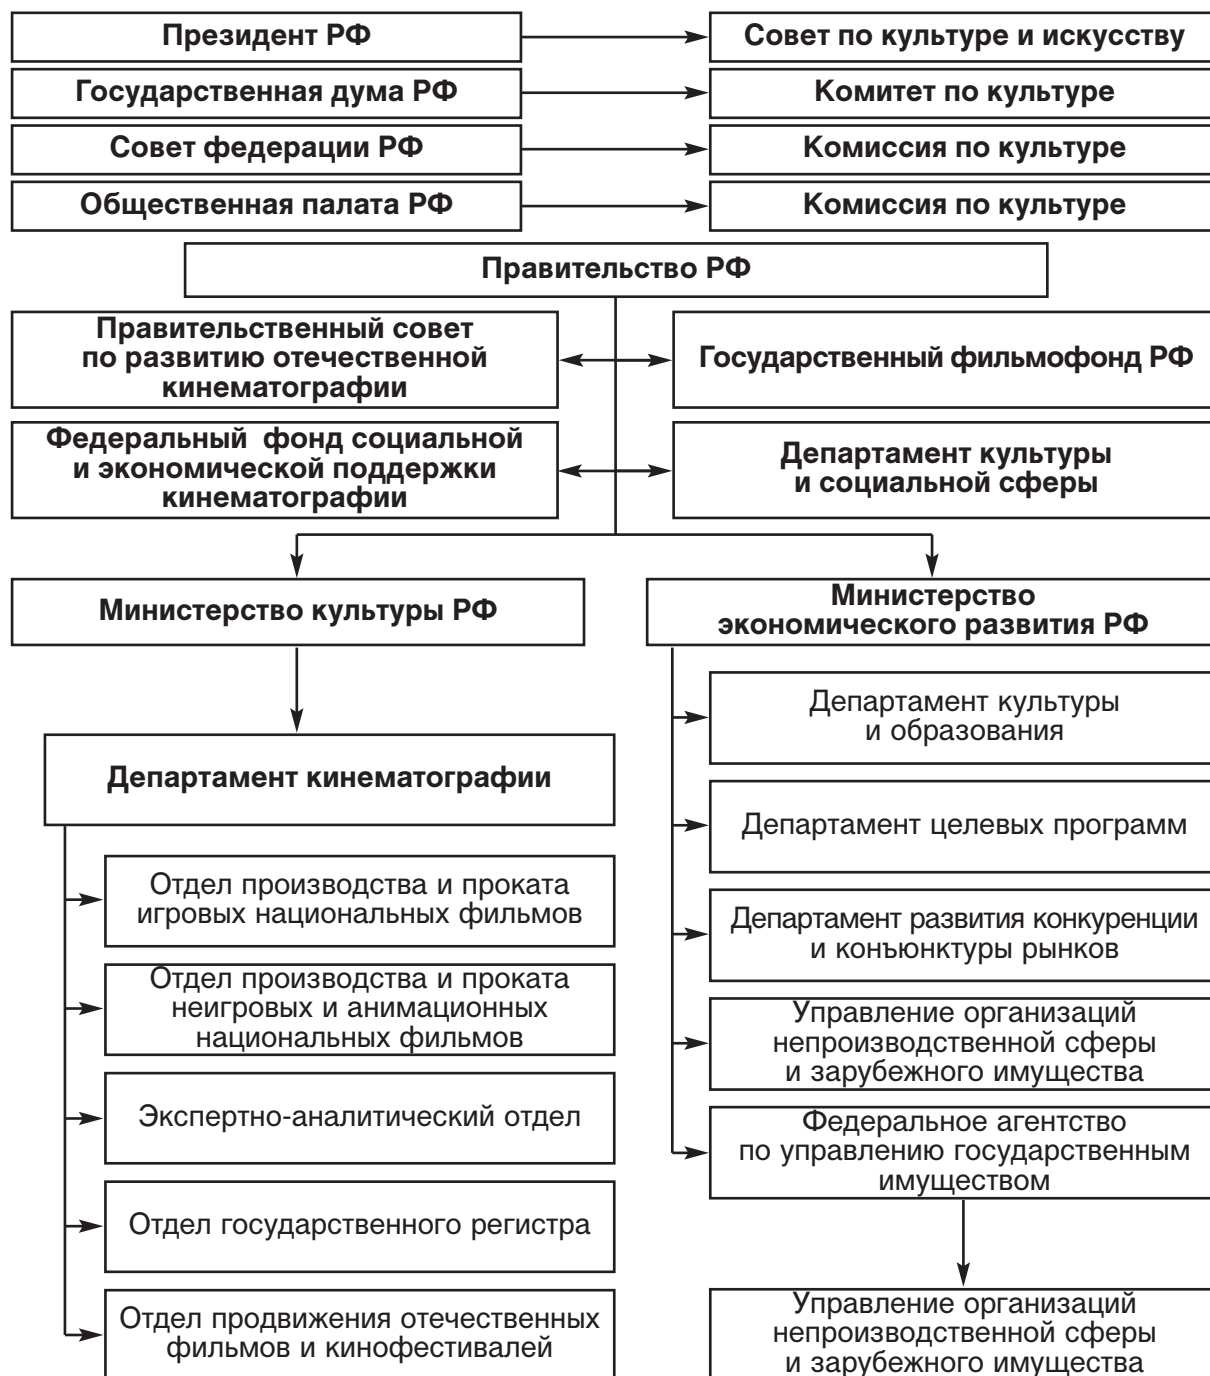 Президент РФ
Совет по культуре и искусству
Государственная дума РФ
Комитет по культуре
Совет федерации РФ
Комиссия по культуре
Общественная палата РФ
Комиссия по культуре
Правительство РФ
Правительственный совет
по развитию отечественной
кинематографии
Государственный фильмофонд РФ
Федеральный фонд социальной
и экономической поддержки
кинематографии
Департамент культуры
и социальной сферы
Министерство культуры РФ
Министерство
экономического развития РФ
Департамент кинематографии
Отдел производства и проката
игровых национальных фильмов
Отдел производства и проката
неигровых и анимационных
национальных фильмов
Экспертно-аналитический отдел
Отдел государственного регистра
Отдел продвижения отечественных
фильмов и кинофестивалей
Департамент культуры
и образования
Департамент целевых программ
Департамент развития конкуренции
и конъюнктуры рынков
Управление организаций
непроизводственной сферы
и зарубежного имущества
Федеральное агентство
по управлению государственным
имуществом
Управление организаций
непроизводственной сферы
и зарубежного имущества